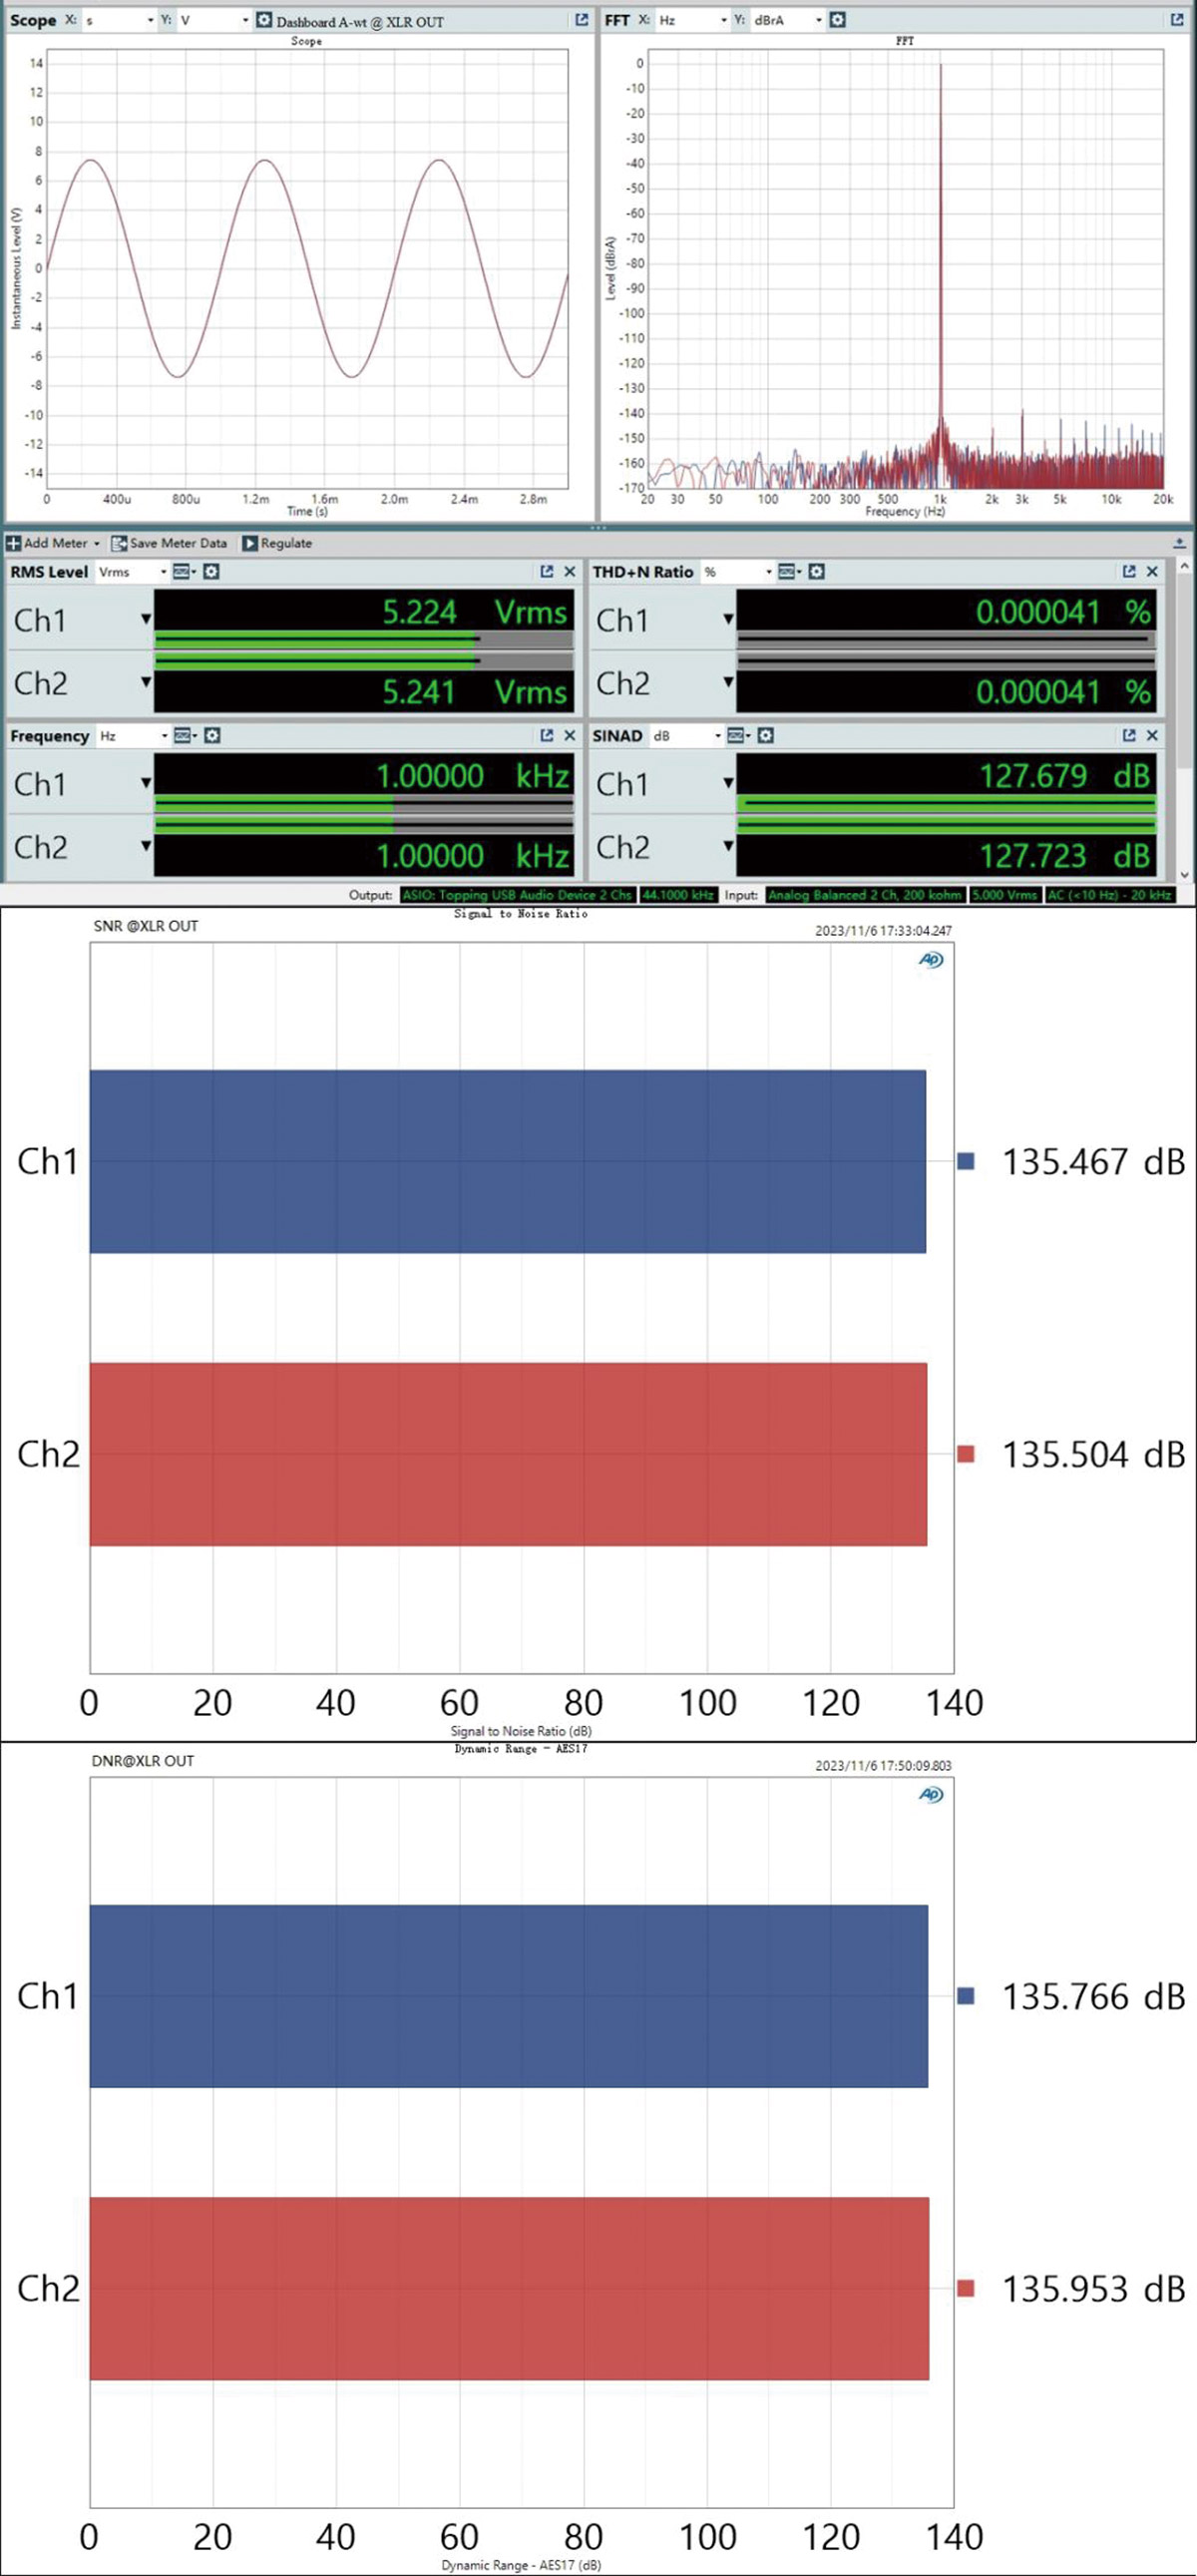 Scope X: s Y: V Dashboard A-wt @ XLR OUT
Scope
Instantaneous Level (V)
14
12
10
8
6
4
2
0
-2
-4
-6
-8
-10
-12
-14
0 400u 800u 1.2m 1.6m 2.0m 2.4m 2.8m
Time (s)
FFT X: Hz Y: dBrA
FFT
Level (dBrA)
0
-10
-20
-30
-40
-50
-60
-70
-80
-90
-100
-110
-120
-130
-140
-150
-160
-170
20 30 50 100 200 300 500 1k 2k 3k 5k 10k 20k
Frequency (Hz)
Add Meter Save Meter Data Regulate
RMS Level Vrms
Ch1 5.224 Vrms
Ch2 5.241 Vrms
THD+N Ratio %
Ch1 0.000041 %
Ch2 0.000041 %
Frequency Hz
Ch1 1.00000 kHz
Ch2 1.00000 kHz
SINAD dB
Ch1 127.679 dB
Ch2 127.723 dB
Output: ASIO: Topping USB Audio Device 2 Chs 44.1000 kHz Input: Analog Balanced 2 Ch, 200 kohm 5.000 Vrms AC (<10 Hz) - 20 kHz
Signal to Noise Ratio
SNR @XLR OUT 2023/11/6 17:33:04.247
AP
Ch1 135.467 dB
Ch2 135.504 dB
0 20 40 60 80 100 120 140
Signal to Noise Ratio (dB)
Dynamic Range - AES17
DNR@XLR OUT 2023/11/6 17:50:09.803
AP
Ch1 135.766 dB
Ch2 135.953 dB
0 20 40 60 80 100 120 140
Dynamic Range - AES17 (dB)